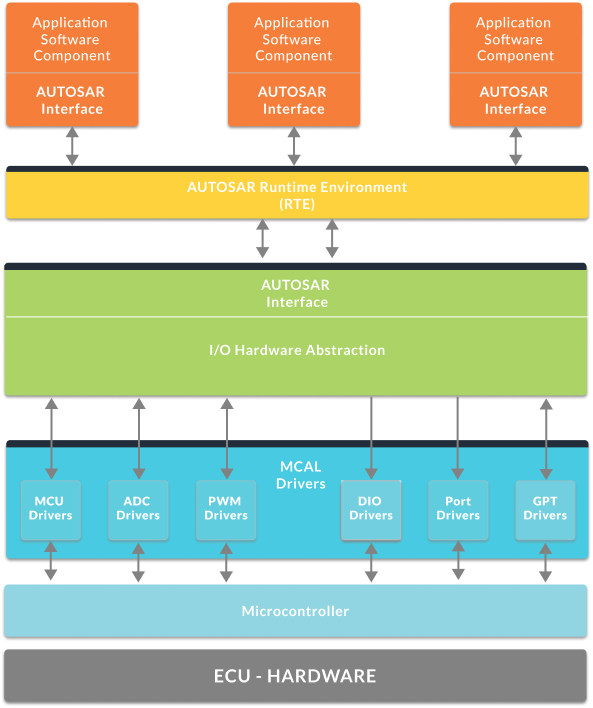 Application
Software
Component
AUTOSAR
Interface
Application
Software
Component
AUTOSAR
Interface
Application
Software
Component
AUTOSAR
Interface
AUTOSAR Runtime Environment
(RTE)
AUTOSAR
Interface
I/O Hardware Abstraction
MCAL
Drivers
MCU
Drivers
ADC
Drivers
PWM
Drivers
DIO
Drivers
Port
Drivers
GPT
Drivers
Microcontroller
ECU - HARDWARE